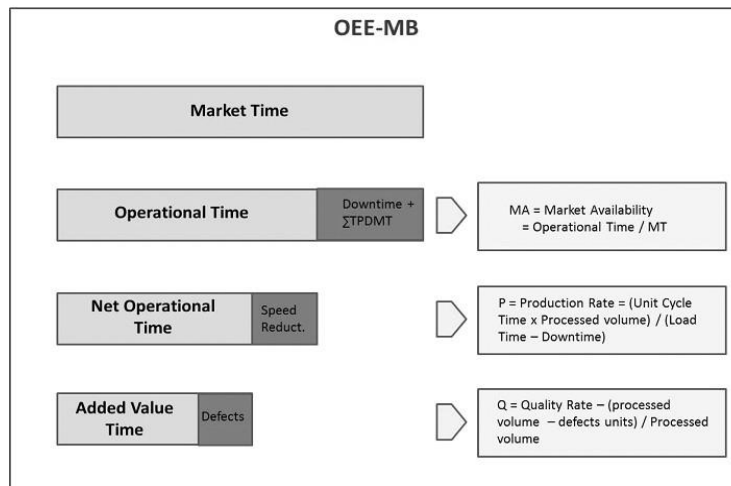 OEE-MB
Market Time
Operational Time
Downtime +
∑TPDMT
MA = Market Availability
= Operational Time / MT
Net Operational
Time
Speed
Reduct.
P = Production Rate = (Unit Cycle
Time x Processed volume) / (Load
Time – Downtime)
Added Value
Time
Defects
Q = Quality Rate – (processed
volume – defects units) / Processed
volume